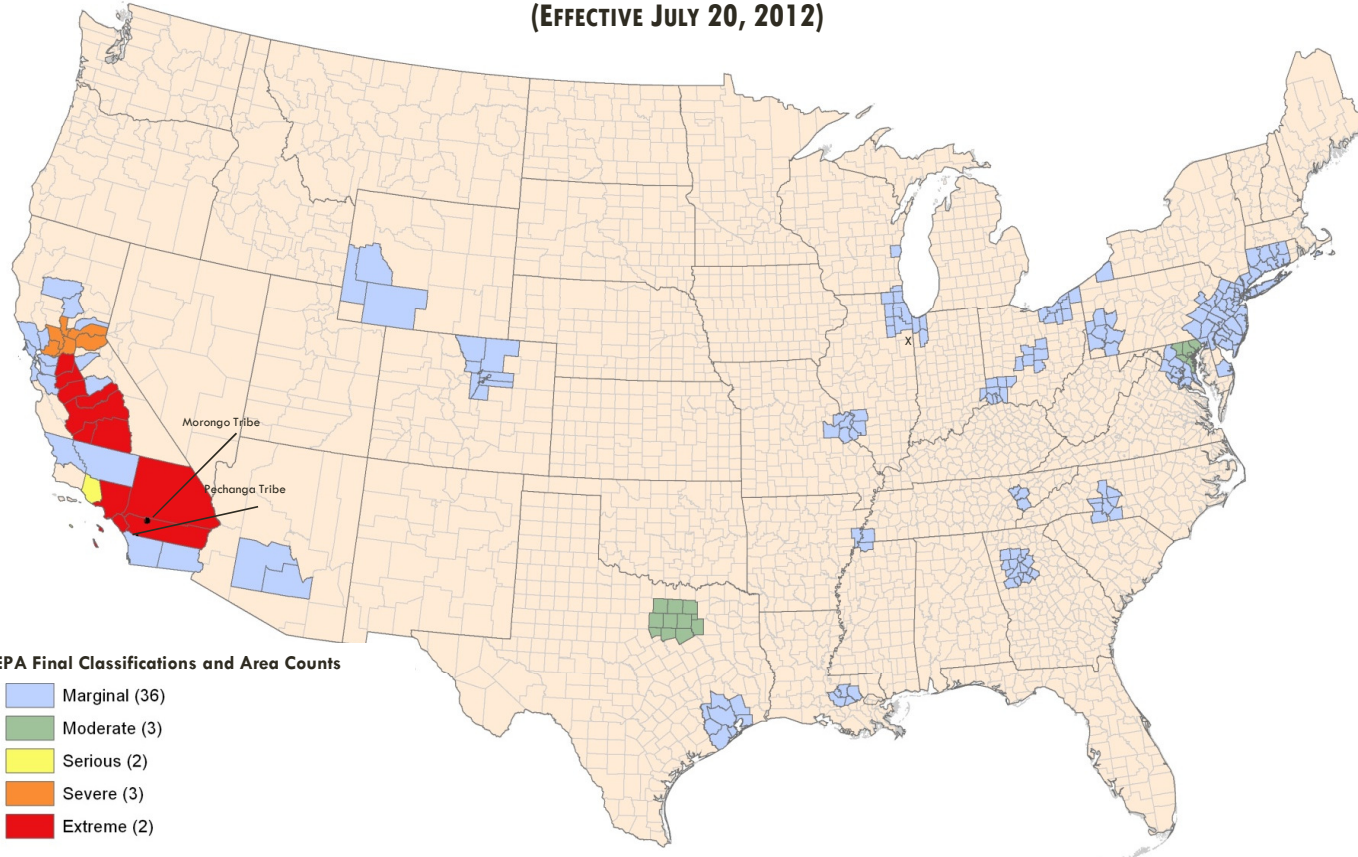 (EFFECTIVE JULY 20, 2012)
X
Morongo Tribe
Pechanga Tribe
EPA Final Classifications and Area Counts
Marginal (36)
Moderate (3)
Serious (2)
Severe (3)
Extreme (2)